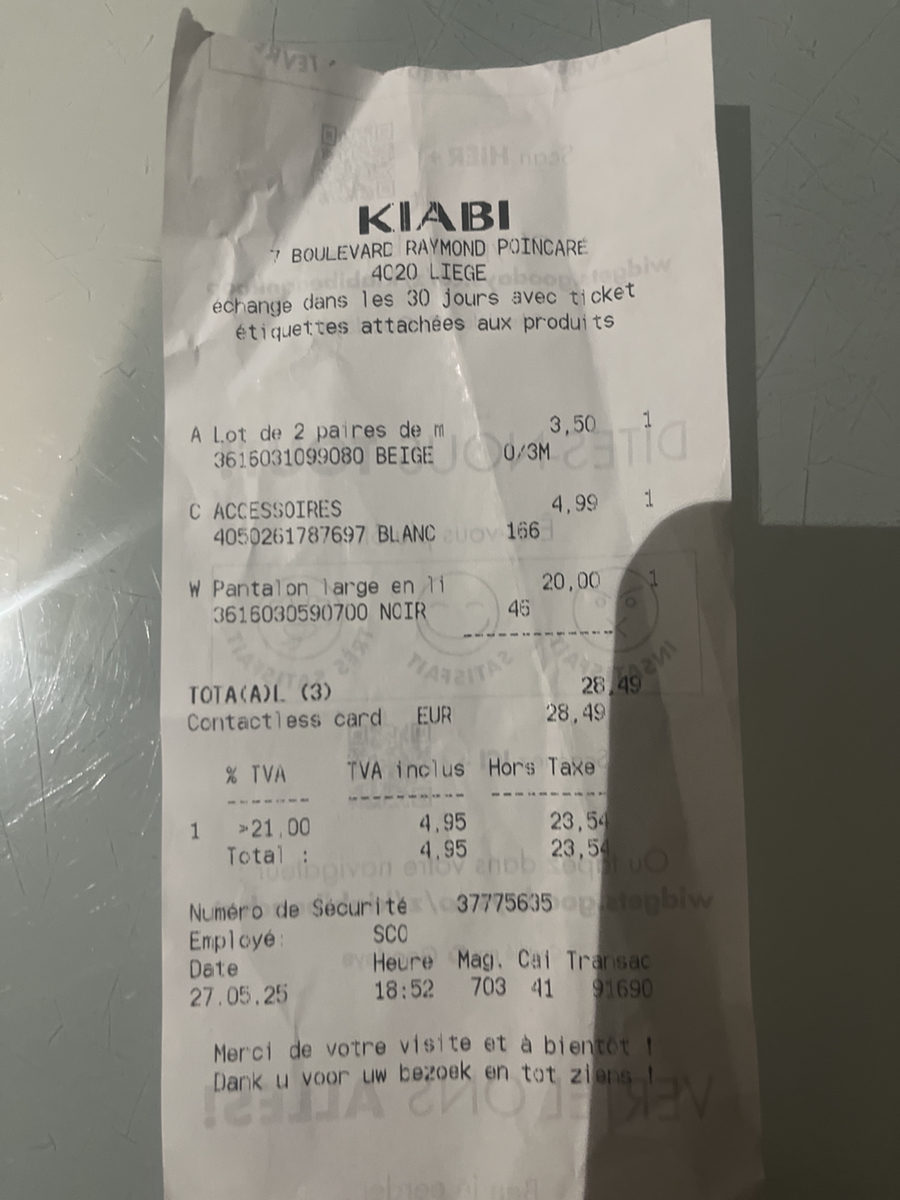 KIABI
7 BOULEVARD RAYMOND POINCARE
4020 LIEGE
échange dans les 30 jours avec ticket
étiquettes attachées aux produits
A Lot de 2 paires de m 3,50 1
3616031099080 BEIGE 0/3M
C ACCESSOIRES 4,99 1
4050261787697 BLANC 166
W Pantalon large en li 20,00 1
3616030590700 NOIR 46
TOTA(A)L (3) 28,49
Contactless card EUR 28,49
% TVA TVA inclus Hors Taxe
1 >21,00 4,95 23,54
Total : 4,95 23,54
Numéro de Sécurité 37775635
Employé: SCO
Date Heure Mag. Cai Transac
27.05.25 18:52 703 41 91690
Merci de votre visite et à bientôt !
Dank u voor uw bezoek en tot ziens !